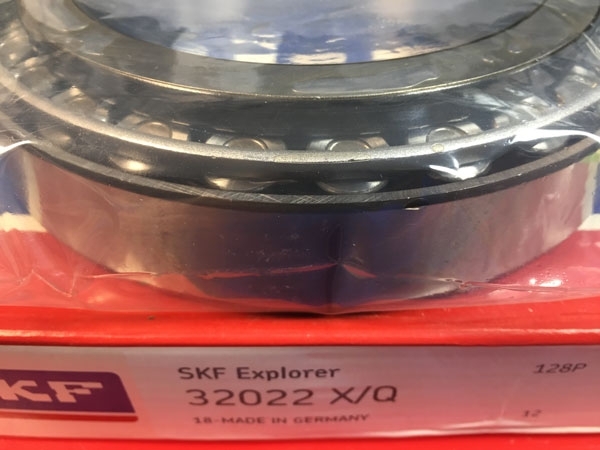 SKF
SKF Explorer
32022 X/Q
18-MADE IN GERMANY
128P
12